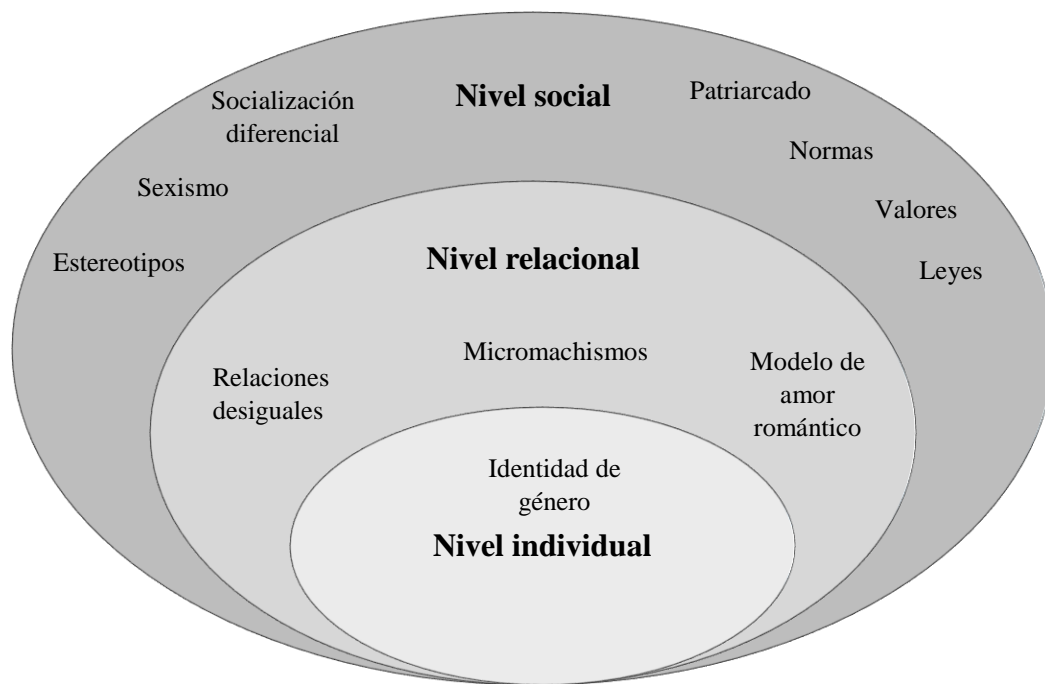 Nivel social
Socialización
diferencial
Sexismo
Estereotipos
Patriarcado
Normas
Valores
Leyes
Nivel relacional
Relaciones
desiguales
Micromachismos
Modelo de
amor
romántico
Identidad de
género
Nivel individual